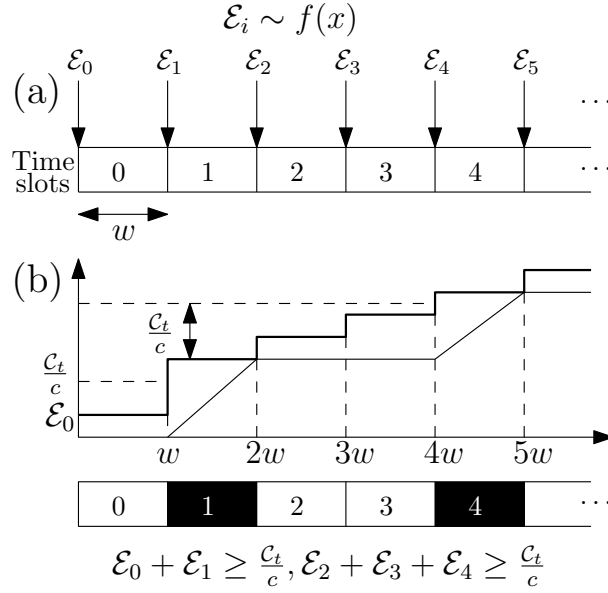 ℰ_i ∼ f(x)
ℰ_0 ℰ_1 ℰ_2 ℰ_3 ℰ_4 ℰ_5
(a)
...
Time slots
0 1 2 3 4 ...
w
(b)
𝒞_t/c
𝒞_t/c
ℰ_0
w 2w 3w 4w 5w
0 1 2 3 4 ...
ℰ_0 + ℰ_1 ≥ 𝒞_t/c, ℰ_2 + ℰ_3 + ℰ_4 ≥ 𝒞_t/c